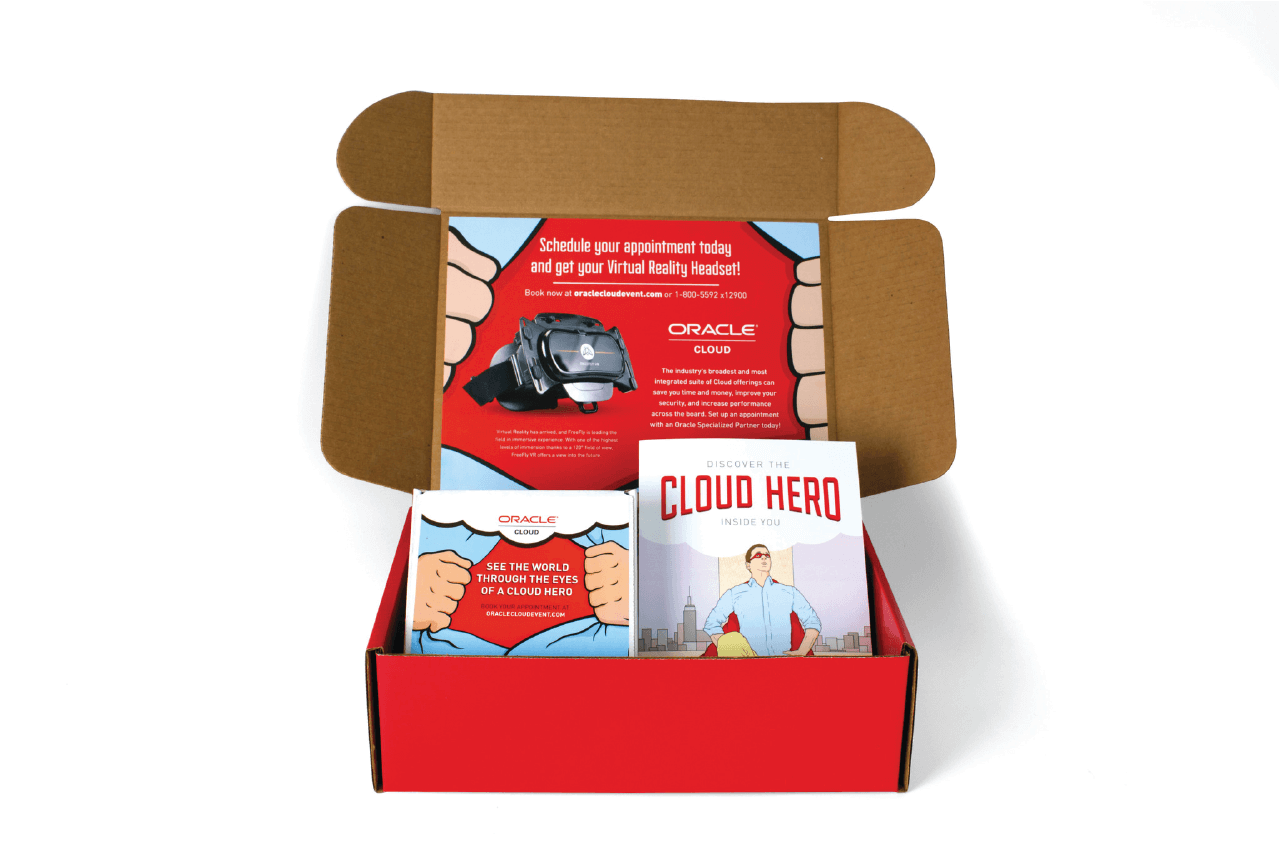 Schedule your appointment today
and get your Virtual Reality Headset!
Book now at oraclecloudevent.com or 1-800-5592 x12900
ORACLE®
CLOUD
The industry's broadest and most
integrated suite of Cloud offerings can
save you time and money, improve your
security, and increase performance
across the board. Set up an appointment
with an Oracle Specialized Partner today!
Virtual Reality has arrived, and FreeFly is leading the
field in immersive experience. With one of the highest
levels of immersion thanks to a 120° field of view,
FreeFly VR offers a view into the future.
ORACLE®
CLOUD
SEE THE WORLD
THROUGH THE EYES
OF A CLOUD HERO
BOOK YOUR APPOINTMENT AT
ORACLECLOUDEVENT.COM
DISCOVER THE
CLOUD HERO
INSIDE YOU